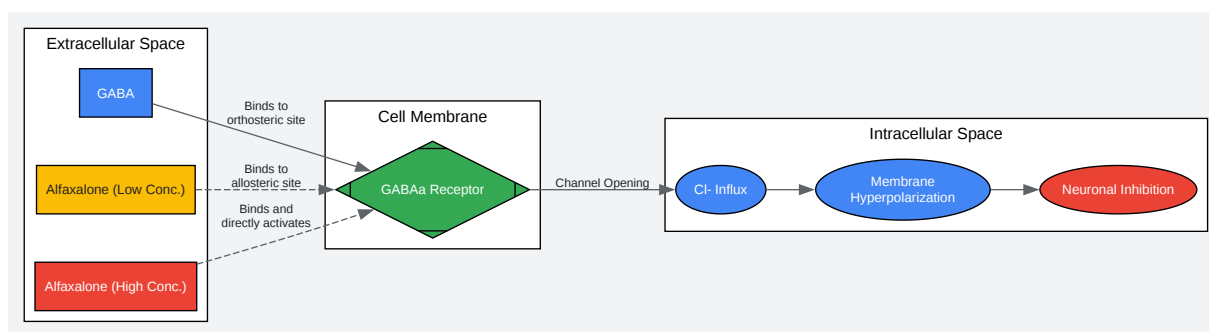 Extracellular Space
GABA
Alfaxalone (Low Conc.)
Alfaxalone (High Conc.)
Binds to
orthosteric site
Binds to
allosteric site
Binds and
directly activates
Cell Membrane
GABAa Receptor
Channel Opening
Intracellular Space
Cl- Influx
Membrane
Hyperpolarization
Neuronal Inhibition